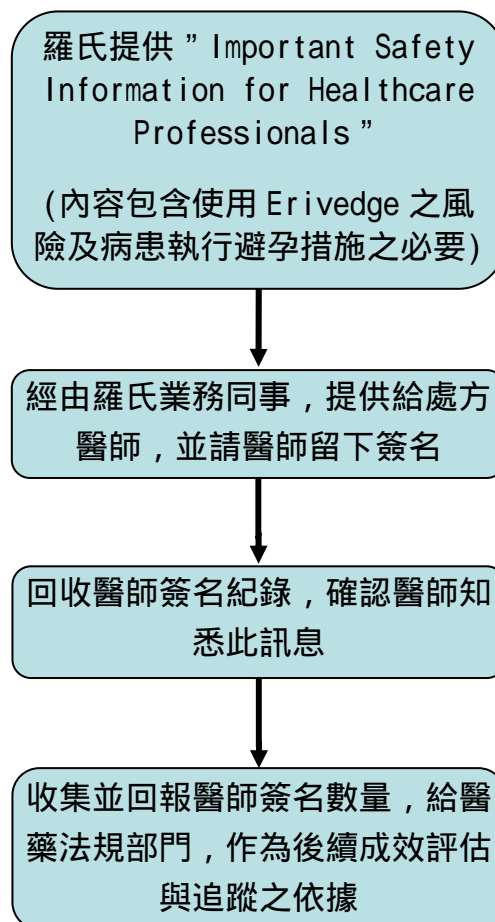 羅氏提供 ” Important Safety
Information for Healthcare
Professionals ”
(內容包含使用 Erivedge 之風
險及病患執行避孕措施之必要)
經由羅氏業務同事，提供給處方
醫師，並請醫師留下簽名
回收醫師簽名紀錄，確認醫師知
悉此訊息
收集並回報醫師簽名數量，給醫
藥法規部門，作為後續成效評估
與追蹤之依據